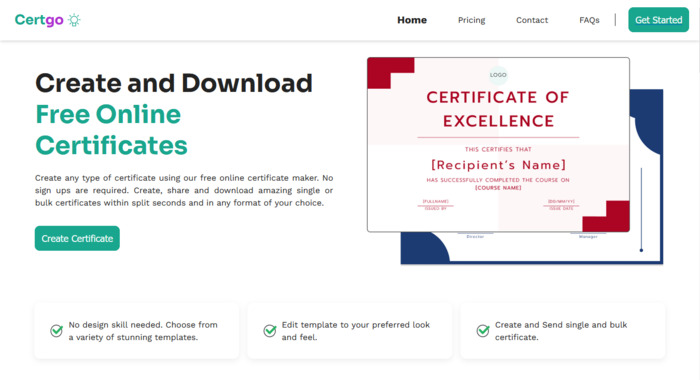 Certgo
Home
Pricing
Contact
FAQs
Get Started
Create and Download
Free Online
Certificates
Create any type of certificate using our free online certificate maker. No
sign ups are required. Create, share and download amazing single or
bulk certificates within split seconds and in any format of your choice.
Create Certificate
LOGO
CERTIFICATE OF
EXCELLENCE
THIS CERTIFIES THAT
[Recipient's Name]
HAS SUCCESSFULLY COMPLETED THE COURSE ON
[COURSE NAME]
[FULLNAME]
ISSUED BY
[DD/MM/YY]
ISSUE DATE
Director
Manager
No design skill needed. Choose from
a variety of stunning templates.
Edit template to your preferred look
and feel.
Create and Send single and bulk
certificate.